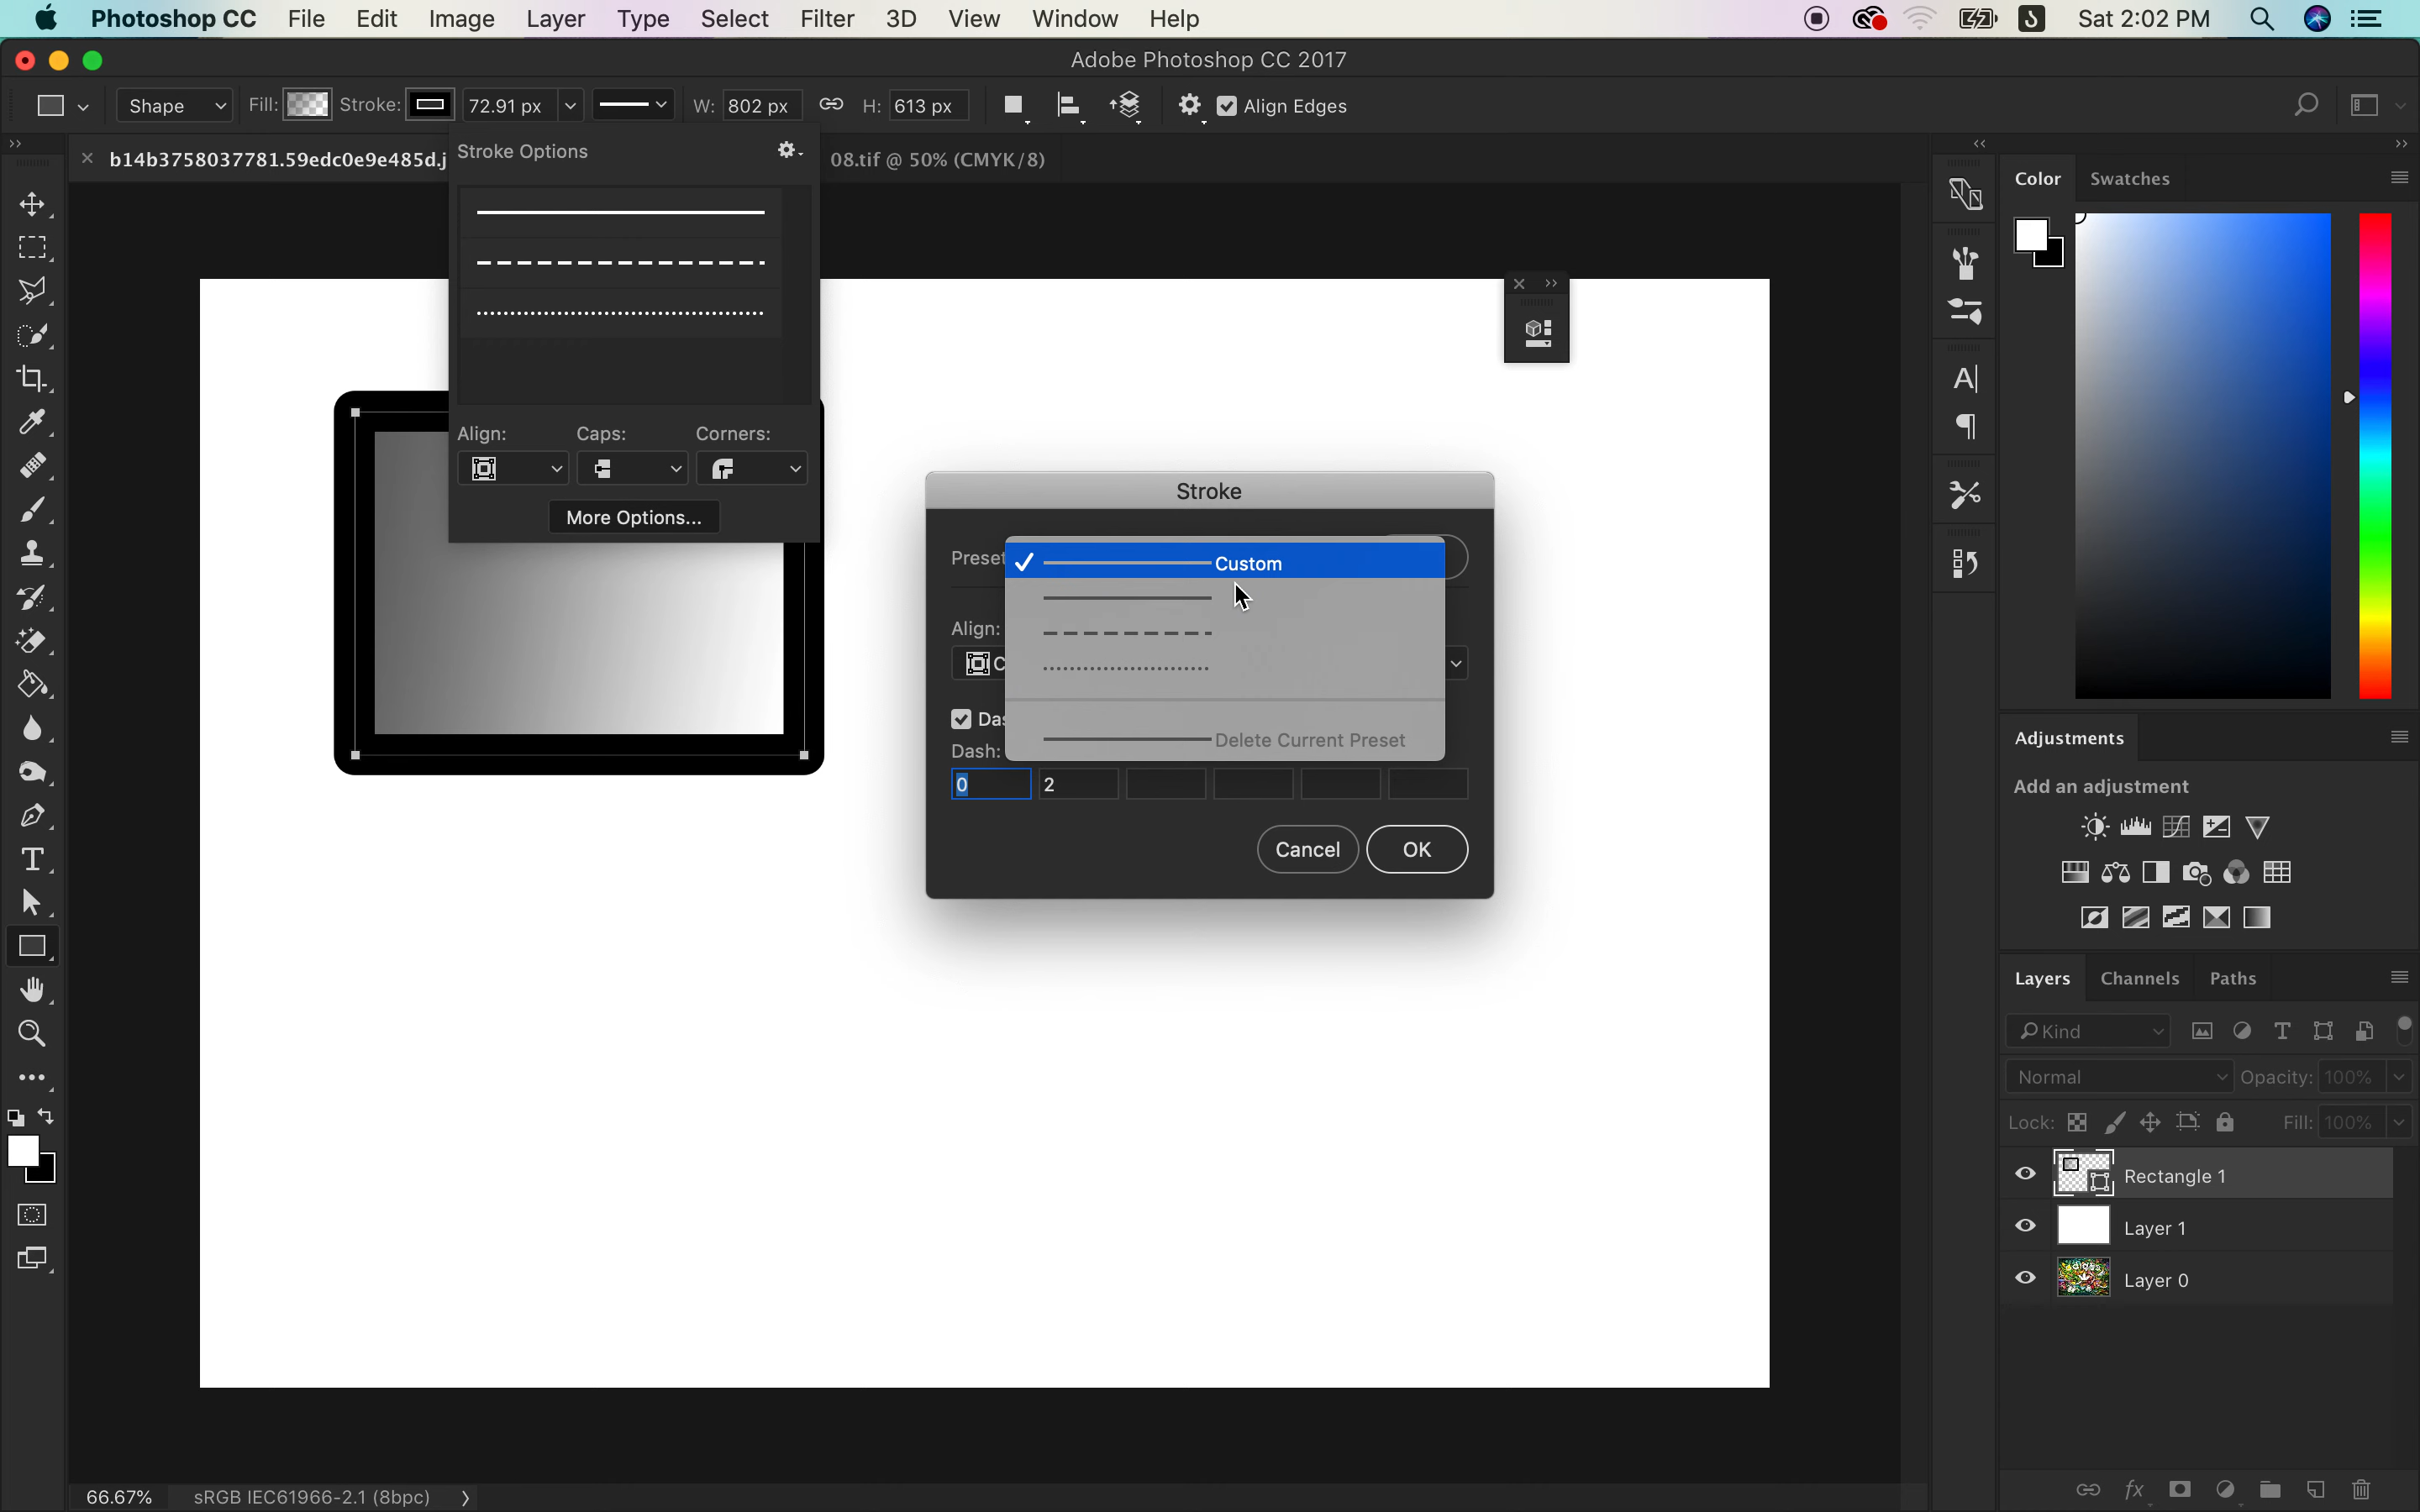 Photoshop CC File Edit Image Layer Type Select Filter 3D View Window Help Sat 2:02 PM
Adobe Photoshop CC 2017
Shape Fill: Stroke: 72.91 px W: 802 px H: 613 px Align Edges
b14b3758037781.59edc0e9e485d.j 08.tif @ 50% (CMYK/8)
Stroke Options
Align: Caps: Corners:
More Options...
Stroke
Preset
Custom
Align:
C
Das
Delete Current Preset
Dash:
0 2
Cancel OK
Color Swatches
Adjustments
Add an adjustment
Layers Channels Paths
Kind
Normal Opacity: 100%
Lock: Fill: 100%
Rectangle 1
Layer 1
Layer 0
66.67% sRGB IEC61966-2.1 (8bpc)